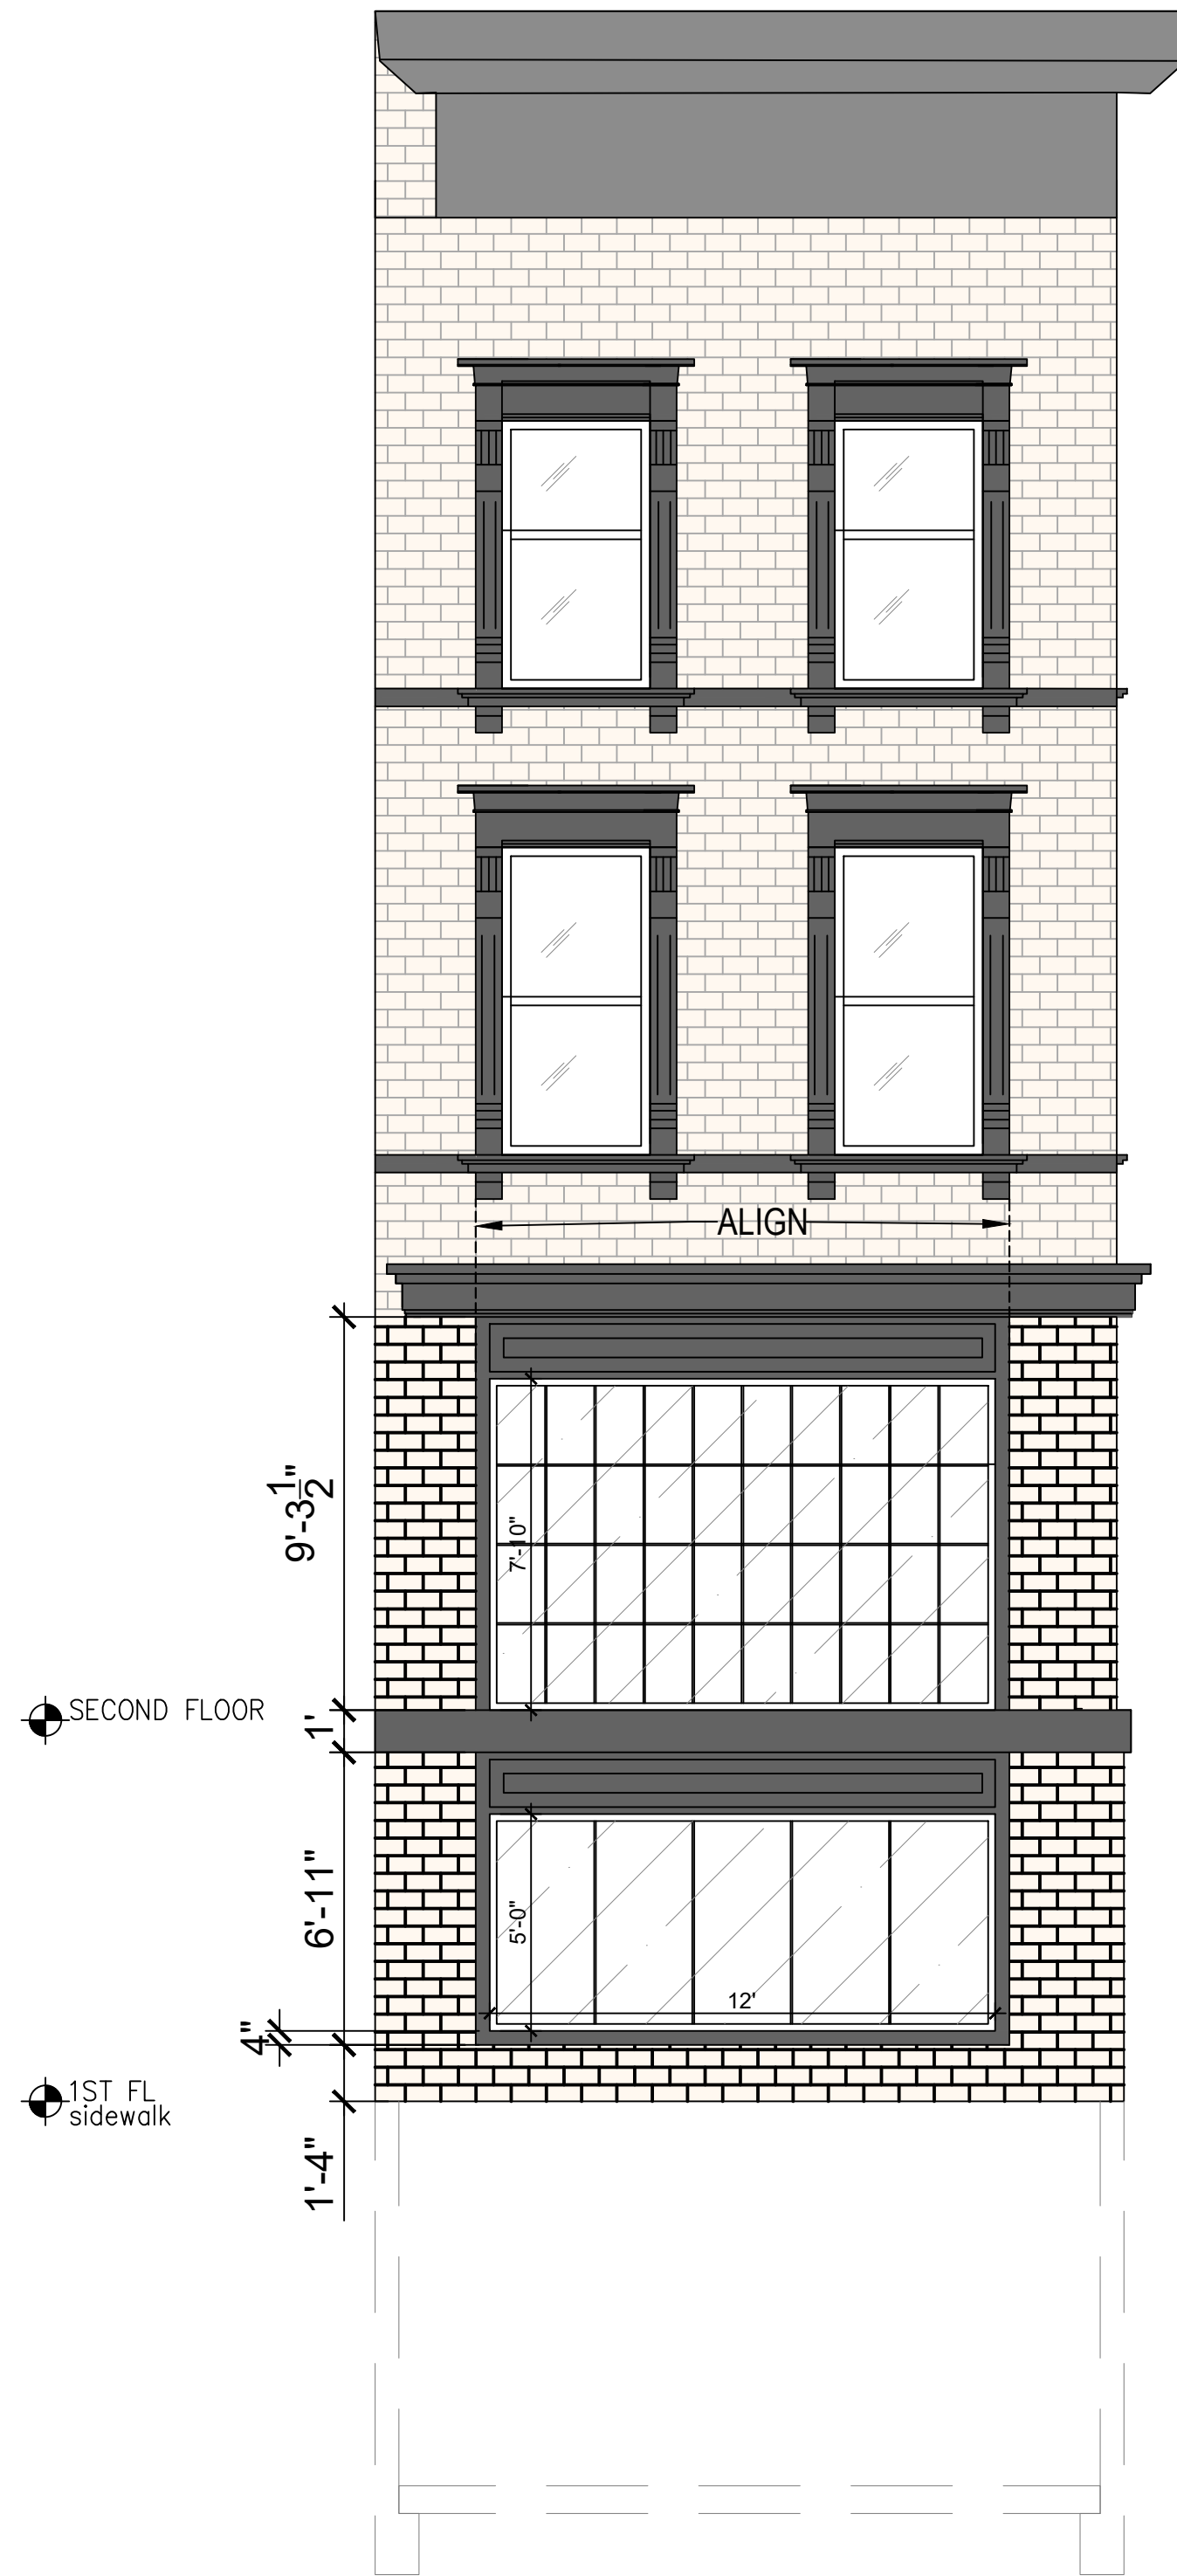 ALIGN
9'-3 1/2"
7'-10"
SECOND FLOOR
1'
6'-11"
5'-0"
12'
4"
1ST FL
sidewalk
1'-4"